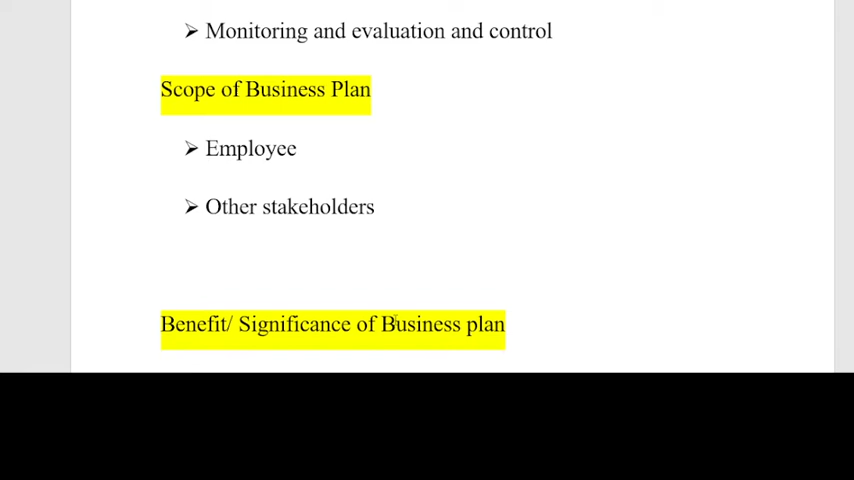 ➢ Monitoring and evaluation and control
Scope of Business Plan
➢ Employee
➢ Other stakeholders
Benefit/ Significance of Business plan